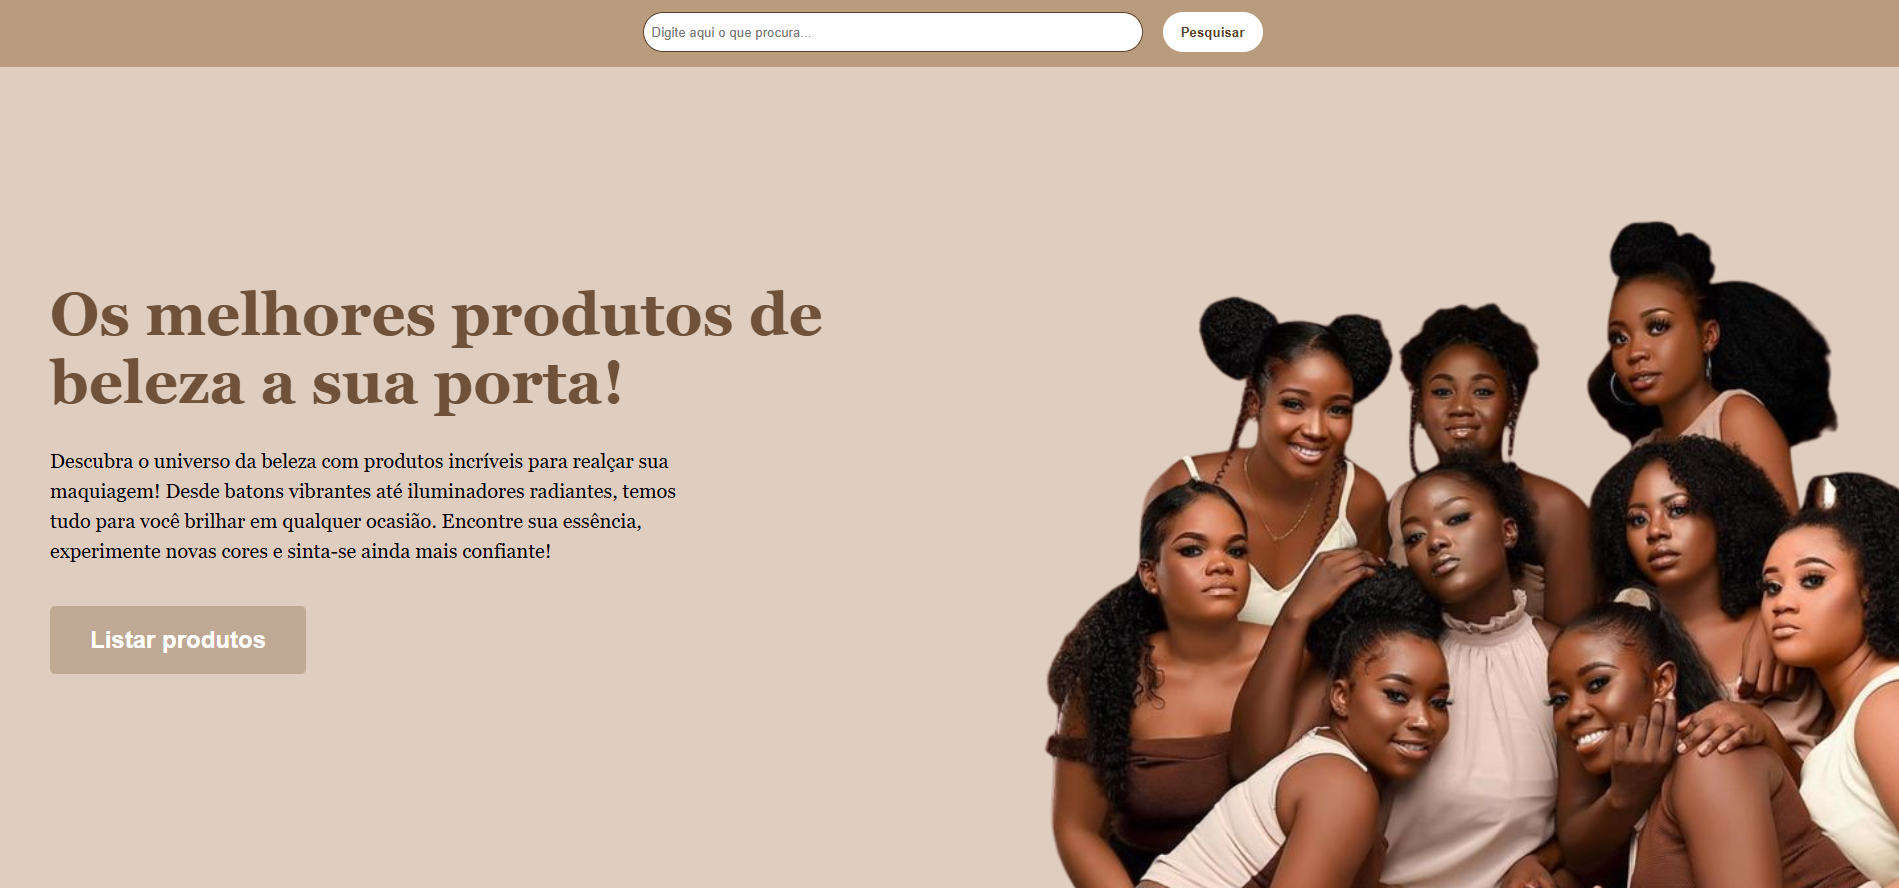 Digite aqui o que procura...
Pesquisar
Os melhores produtos de
beleza a sua porta!
Descubra o universo da beleza com produtos incríveis para realçar sua
maquiagem! Desde batons vibrantes até iluminadores radiantes, temos
tudo para você brilhar em qualquer ocasião. Encontre sua essência,
experimente novas cores e sinta-se ainda mais confiante!
Listar produtos